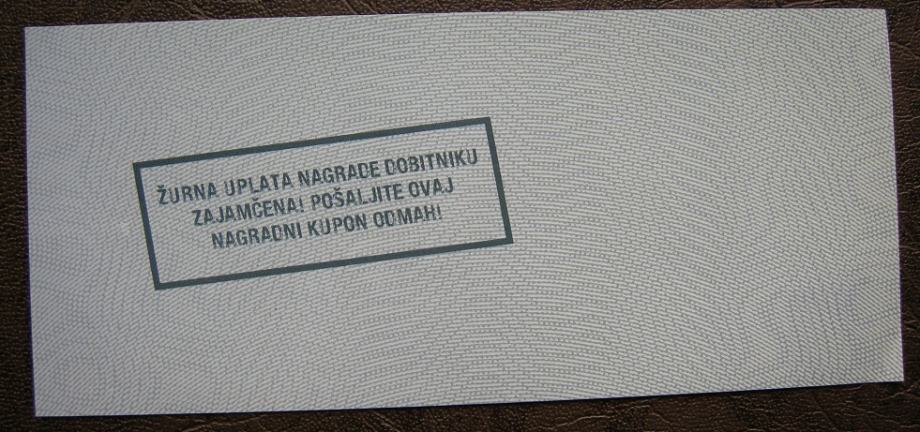 ŽURNA UPLATA NAGRADE DOBITNIKU
ZAJAMČENA! POŠALJITE OVAJ
NAGRADNI KUPON ODMAH!